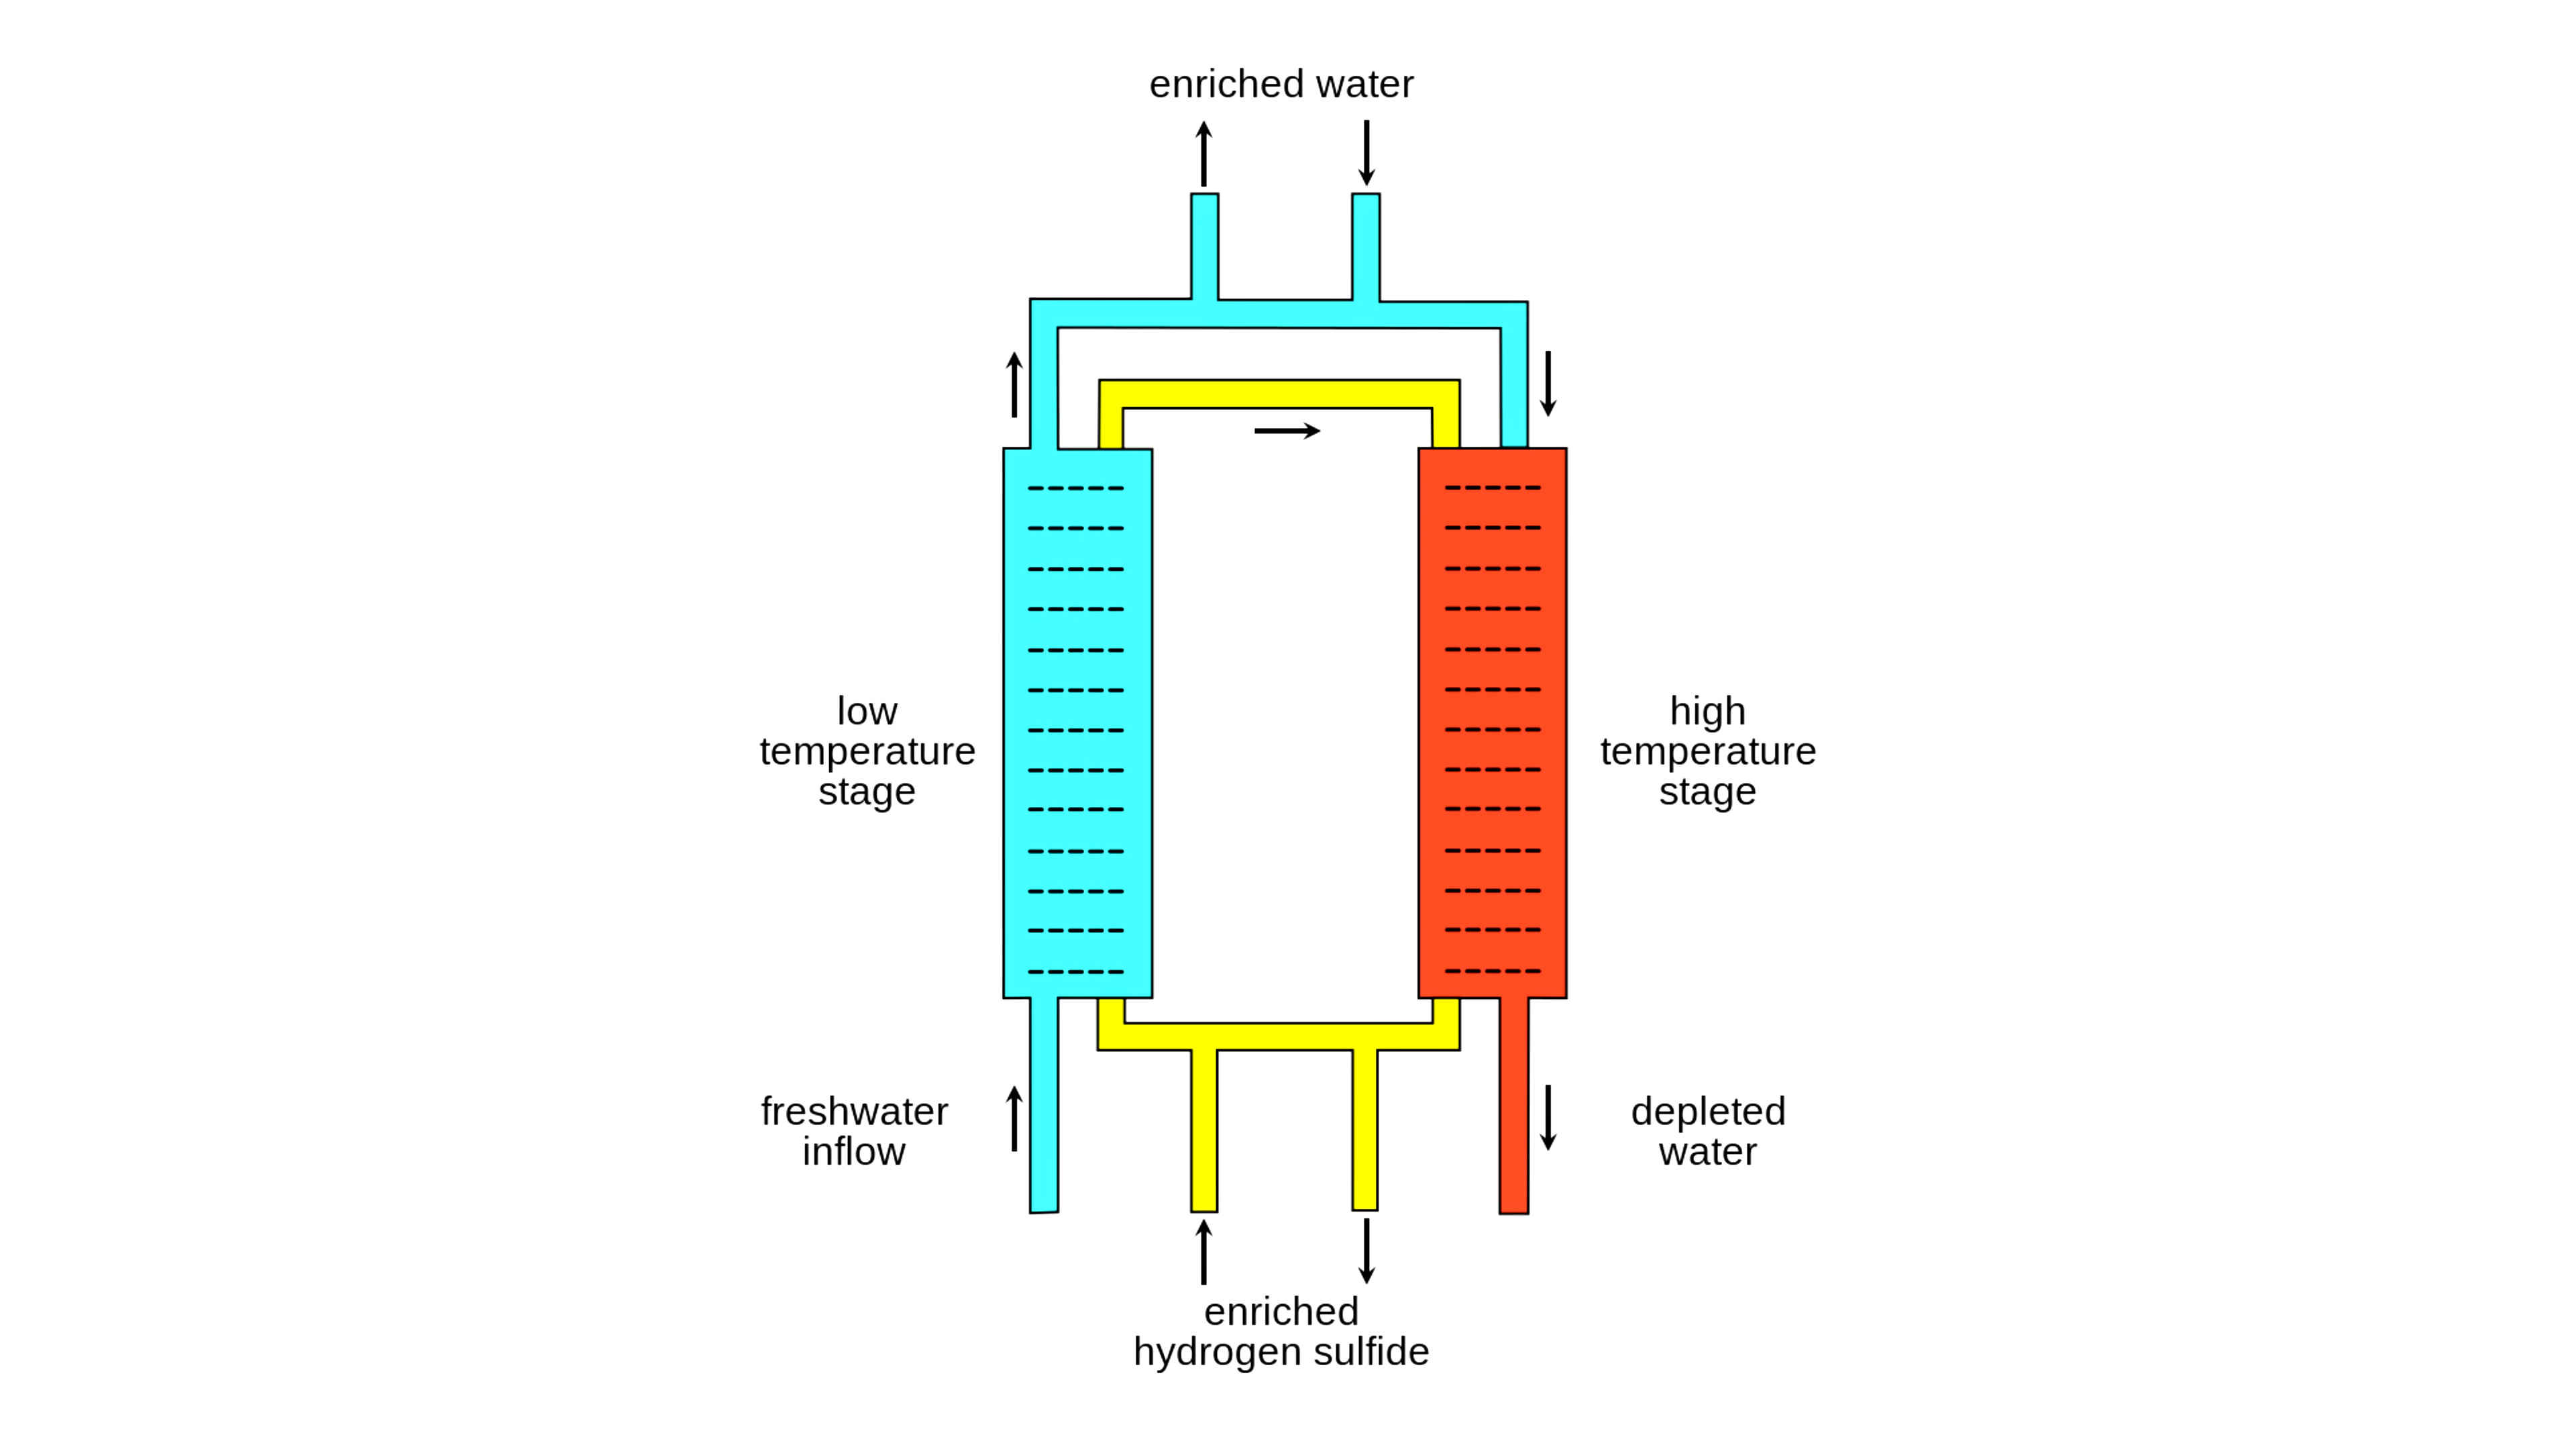 enriched water
low
temperature
stage
high
temperature
stage
freshwater
inflow
depleted
water
enriched
hydrogen sulfide